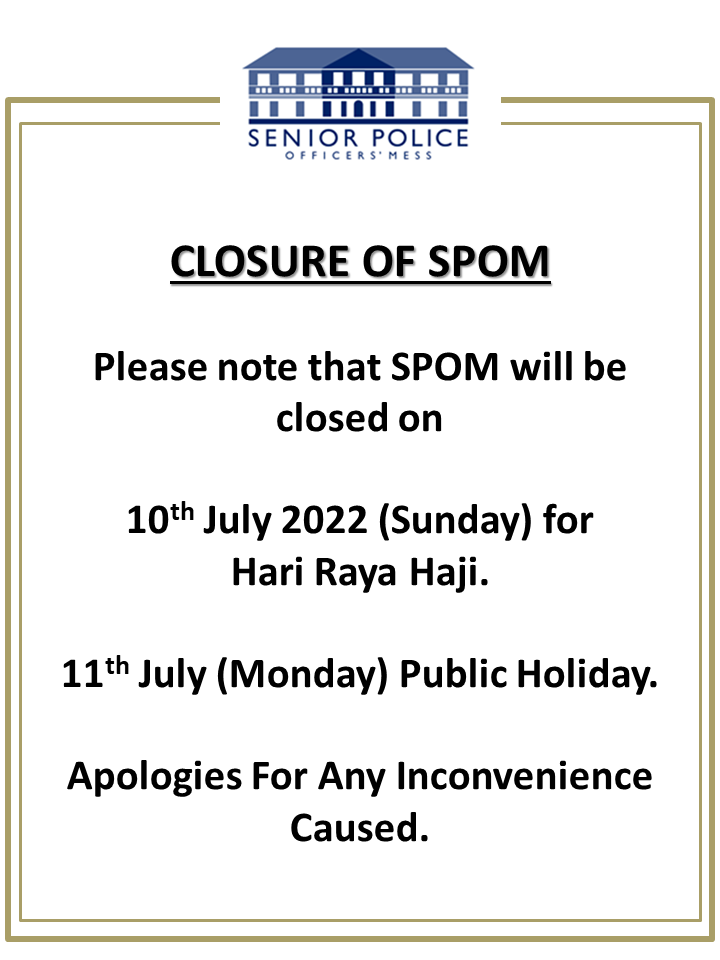 SENIOR POLICE
OFFICERS' MESS
CLOSURE OF SPOM
Please note that SPOM will be
closed on
10th July 2022 (Sunday) for
Hari Raya Haji.
11th July (Monday) Public Holiday.
Apologies For Any Inconvenience
Caused.